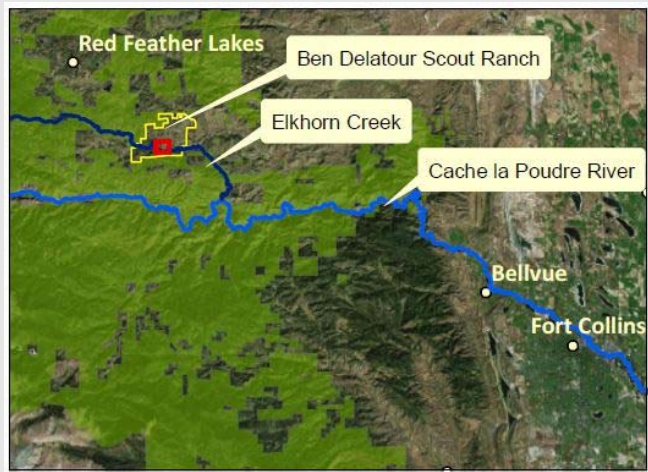 Red Feather Lakes
Ben Delatour Scout Ranch
Elkhorn Creek
Cache la Poudre River
Bellvue
Fort Collins